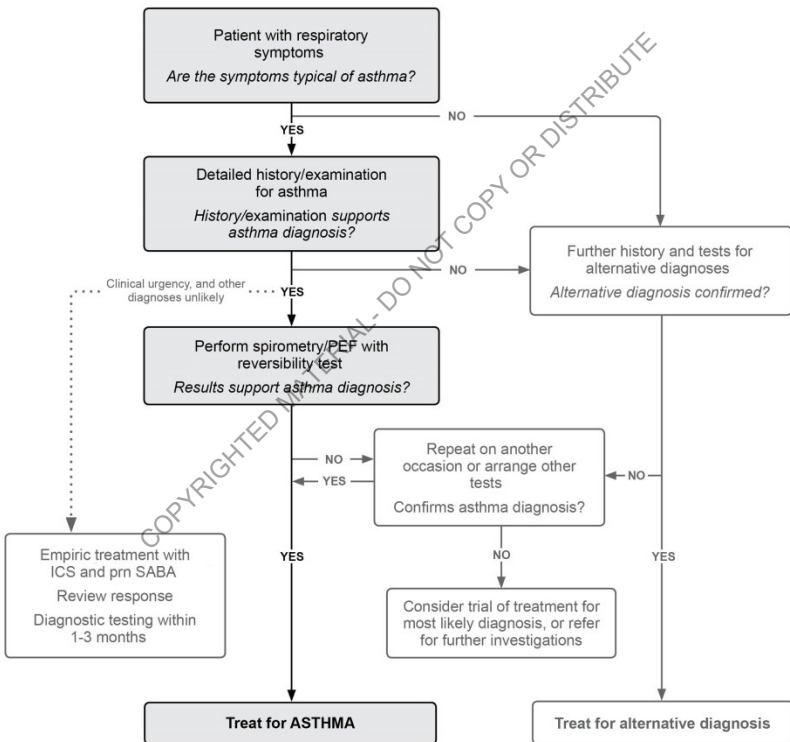 Patient with respiratory
symptoms
Are the symptoms typical of asthma?
NO
YES
Detailed history/examination
for asthma
History/examination supports
asthma diagnosis?
NO
Further history and tests for
alternative diagnoses
Alternative diagnosis confirmed?
Clinical urgency, and other
diagnoses unlikely
YES
Perform spirometry/PEF with
reversibility test
Results support asthma diagnosis?
NO
YES
Repeat on another
occasion or arrange other
tests
Confirms asthma diagnosis?
NO
Empiric treatment with
ICS and prn SABA
Review response
Diagnostic testing within
1-3 months
YES
NO
YES
Consider trial of treatment for
most likely diagnosis, or refer
for further investigations
Treat for ASTHMA
Treat for alternative diagnosis
COPYRIGHTED MATERIAL- DO NOT COPY OR DISTRIBUTE